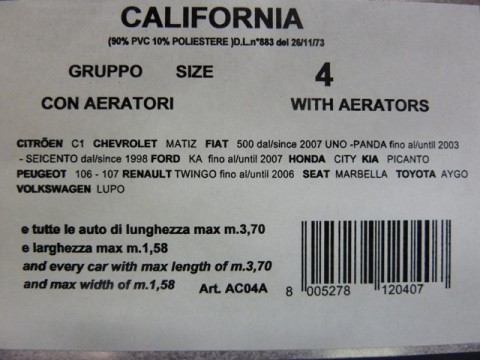 CALIFORNIA
(90% PVC 10% POLIESTERE )D.L.n°883 del 26/11/73
GRUPPO SIZE 4
CON AERATORI WITH AERATORS
CITRÖEN C1 CHEVROLET MATIZ FIAT 500 dal/since 2007 UNO -PANDA fino al/until 2003
- SEICENTO dal/since 1998 FORD KA fino al/until 2007 HONDA CITY KIA PICANTO
PEUGEOT 106 - 107 RENAULT TWINGO fino al/until 2006 SEAT MARBELLA TOYOTA AYGO
VOLKSWAGEN LUPO
e tutte le auto di lunghezza max m.3,70
e larghezza max m.1,58
and every car with max length of m.3,70
and max width of m.1,58
Art. AC04A
8 005278 120407